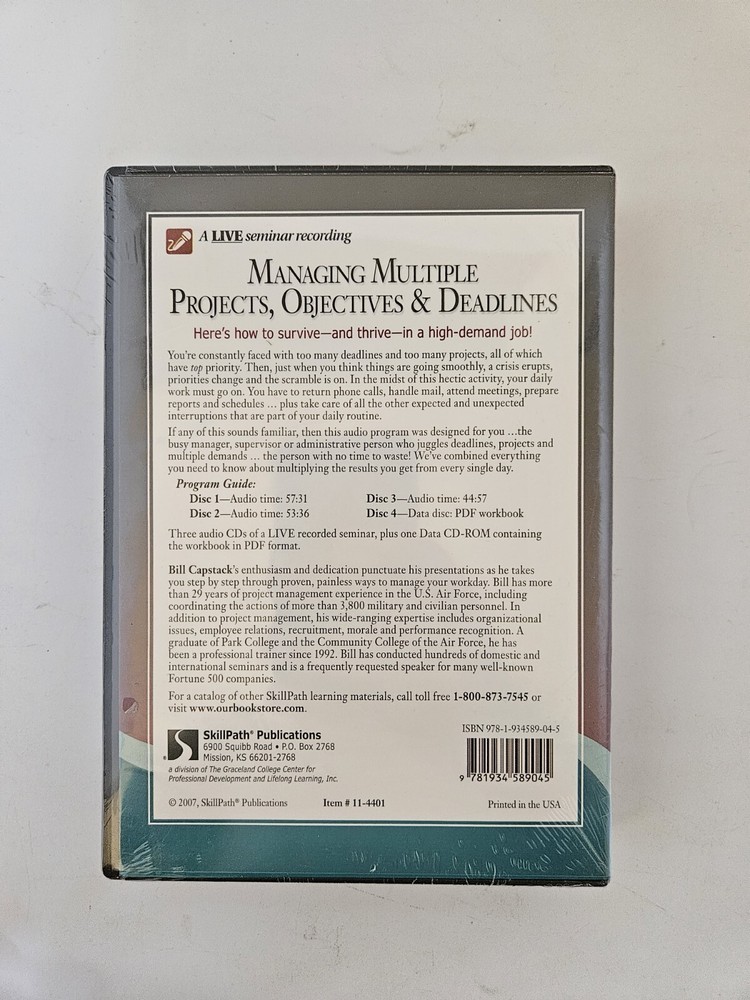 A LIVE seminar recording
MANAGING MULTIPLE
PROJECTS, OBJECTIVES & DEADLINES
Here's how to survive—and thrive—in a high-demand job!
You're constantly faced with too many deadlines and too many projects, all of which
have top priority. Then, just when you think things are going smoothly, a crisis erupts,
priorities change and the scramble is on. In the midst of this hectic activity, your daily
work must go on. You have to return phone calls, handle mail, attend meetings, prepare
reports and schedules ... plus take care of all the other expected and unexpected
interruptions that are part of your daily routine.
If any of this sounds familiar, then this audio program was designed for you ...the
busy manager, supervisor or administrative person who juggles deadlines, projects and
multiple demands ... the person with no time to waste! We've combined everything
you need to know about multiplying the results you get from every single day.
Program Guide:
Disc 1—Audio time: 57:31 Disc 3—Audio time: 44:57
Disc 2—Audio time: 53:36 Disc 4—Data disc: PDF workbook
Three audio CDs of a LIVE recorded seminar, plus one Data CD-ROM containing
the workbook in PDF format.
Bill Capstack's enthusiasm and dedication punctuate his presentations as he takes
you step by step through proven, painless ways to manage your workday. Bill has more
than 29 years of project management experience in the U.S. Air Force, including
coordinating the actions of more than 3,800 military and civilian personnel. In
addition to project management, his wide-ranging expertise includes organizational
issues, employee relations, recruitment, morale and performance recognition. A
graduate of Park College and the Community College of the Air Force, he has
been a professional trainer since 1992. Bill has conducted hundreds of domestic and
international seminars and is a frequently requested speaker for many well-known
Fortune 500 companies.
For a catalog of other SkillPath learning materials, call toll free 1-800-873-7545 or
visit www.ourbookstore.com.
SkillPath® Publications
6900 Squibb Road • P.O. Box 2768
Mission, KS 66201-2768
a division of The Graceland College Center for
Professional Development and Lifelong Learning, Inc.
ISBN 978-1-934589-04-5
9 781934 589045
© 2007, SkillPath® Publications Item # 11-4401 Printed in the USA